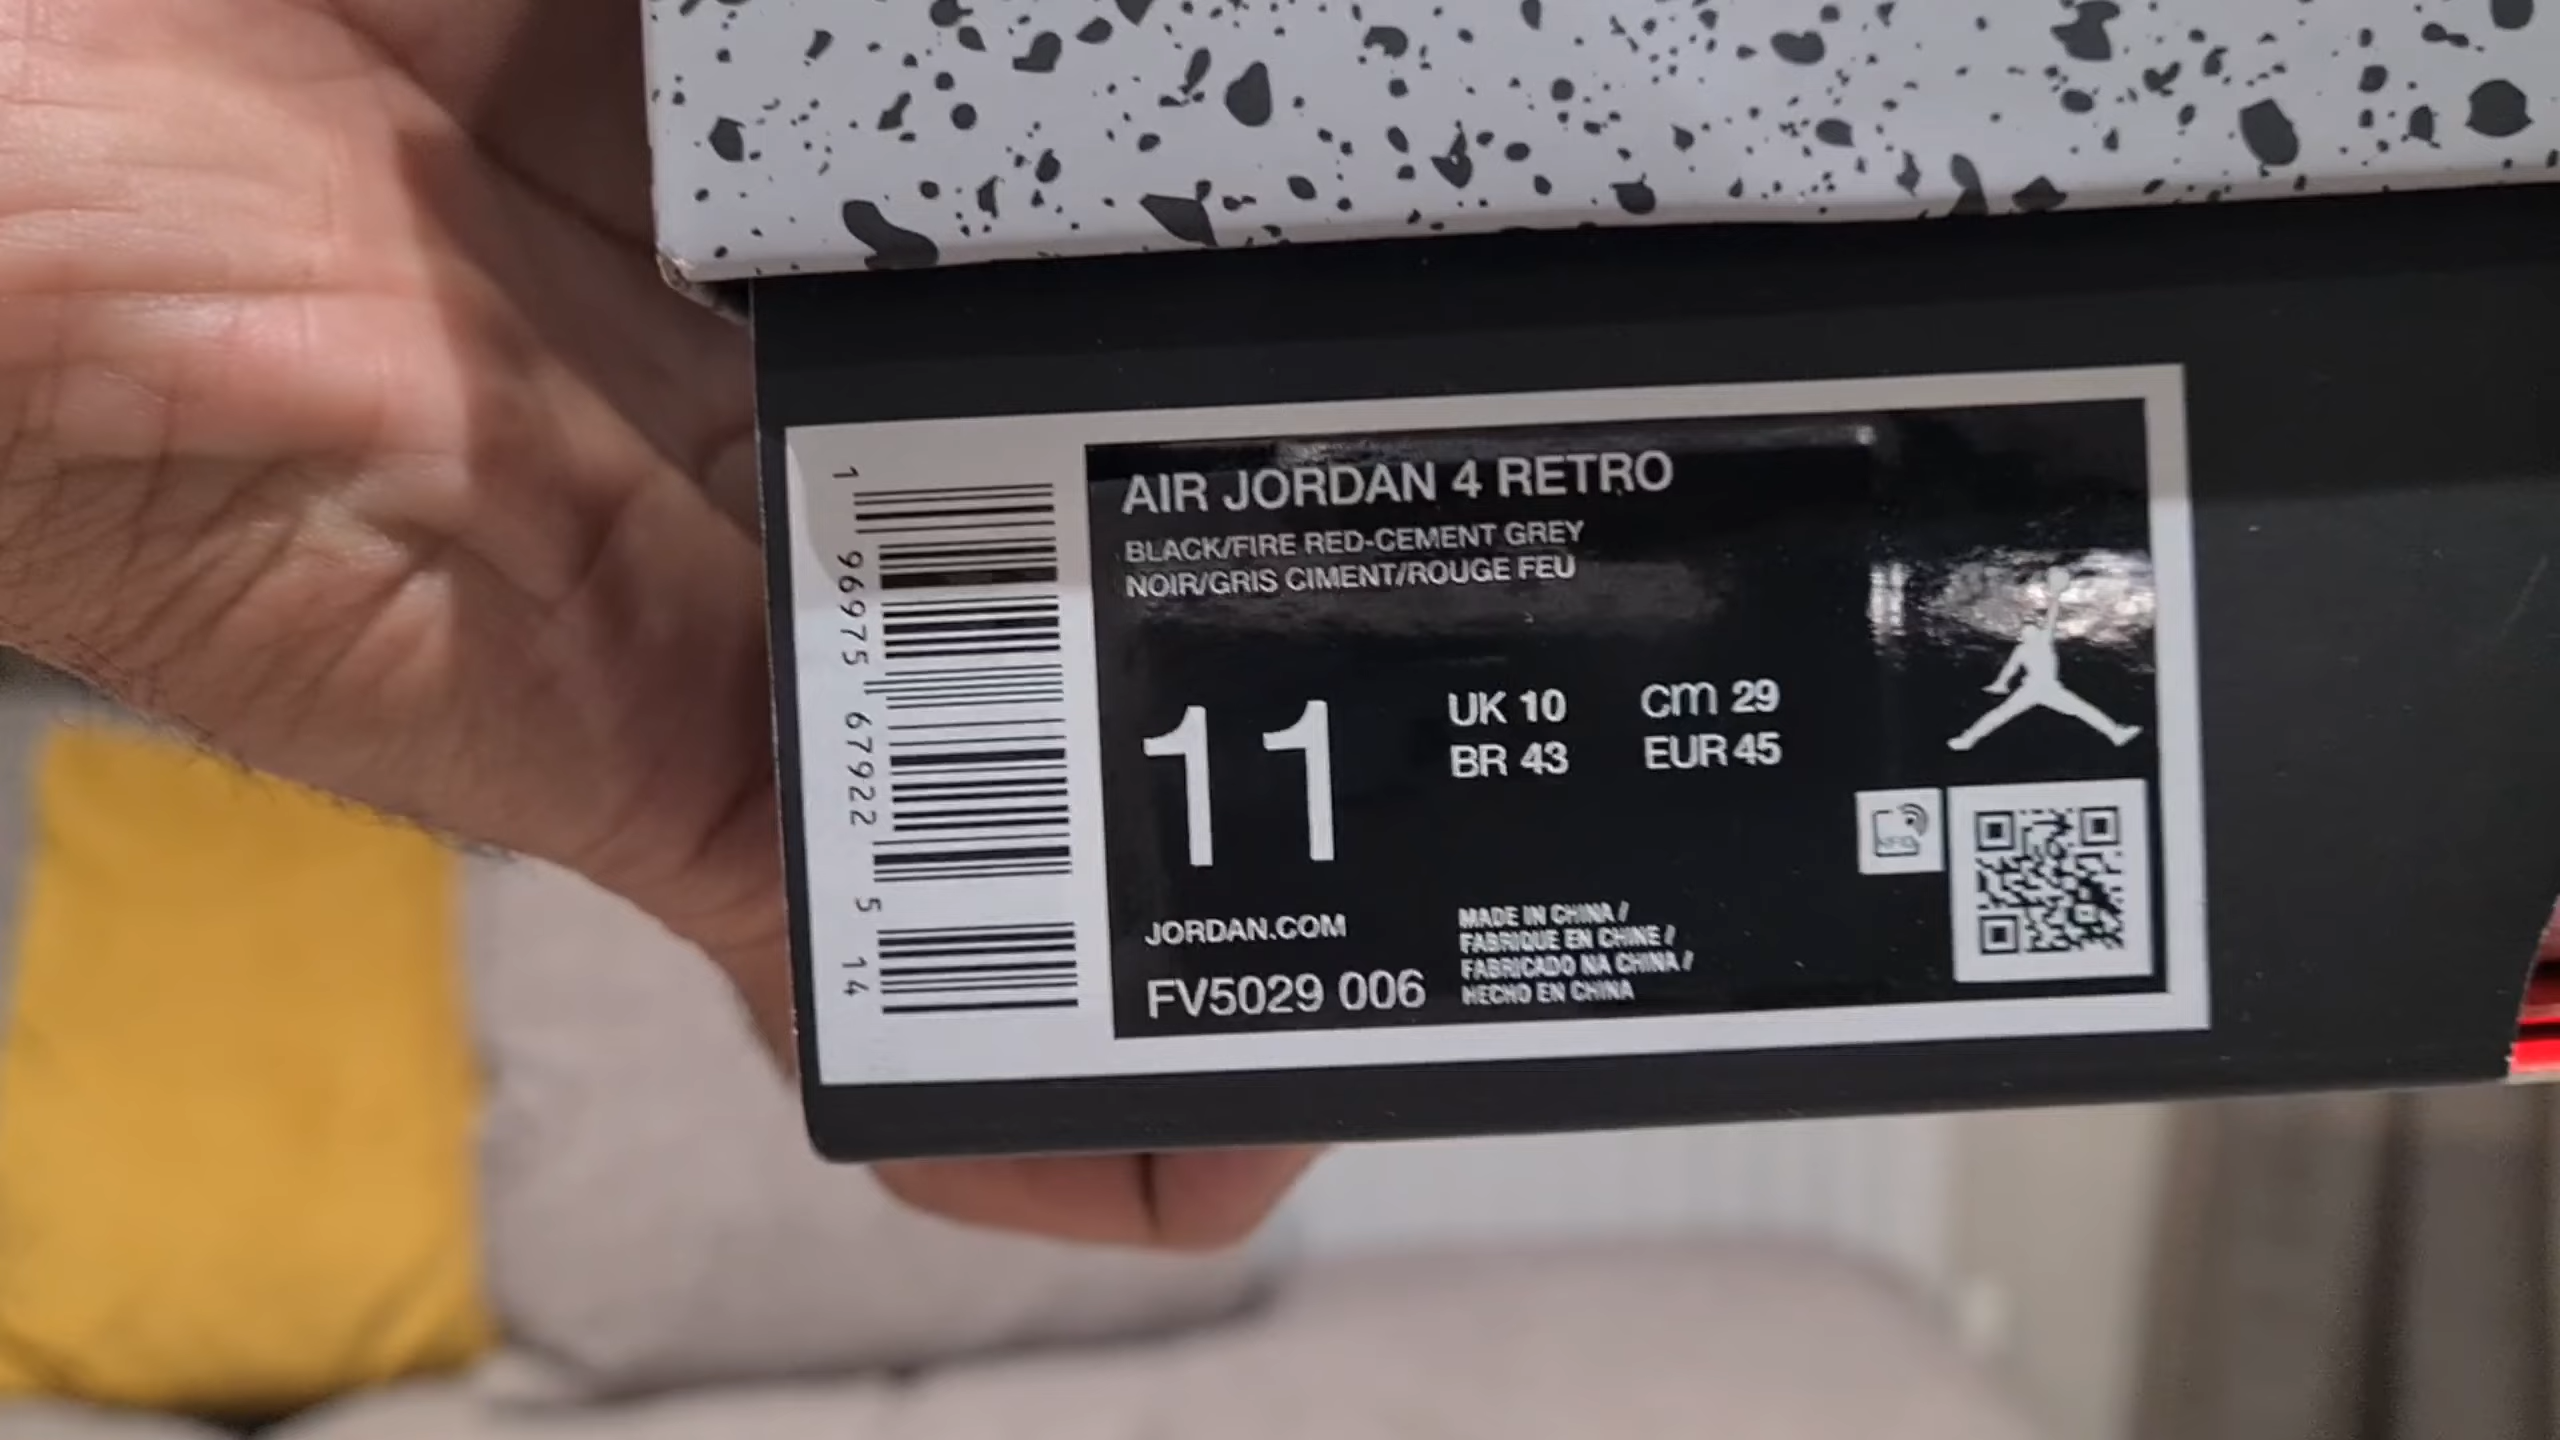 1 96975 67922 5 14
AIR JORDAN 4 RETRO
BLACK/FIRE RED-CEMENT GREY
NOIR/GRIS CIMENT/ROUGE FEU
11
UK 10 cm 29
BR 43 EUR 45
JORDAN.COM
FV5029 006
MADE IN CHINA /
FABRIQUE EN CHINE /
FABRICADO NA CHINA /
HECHO EN CHINA